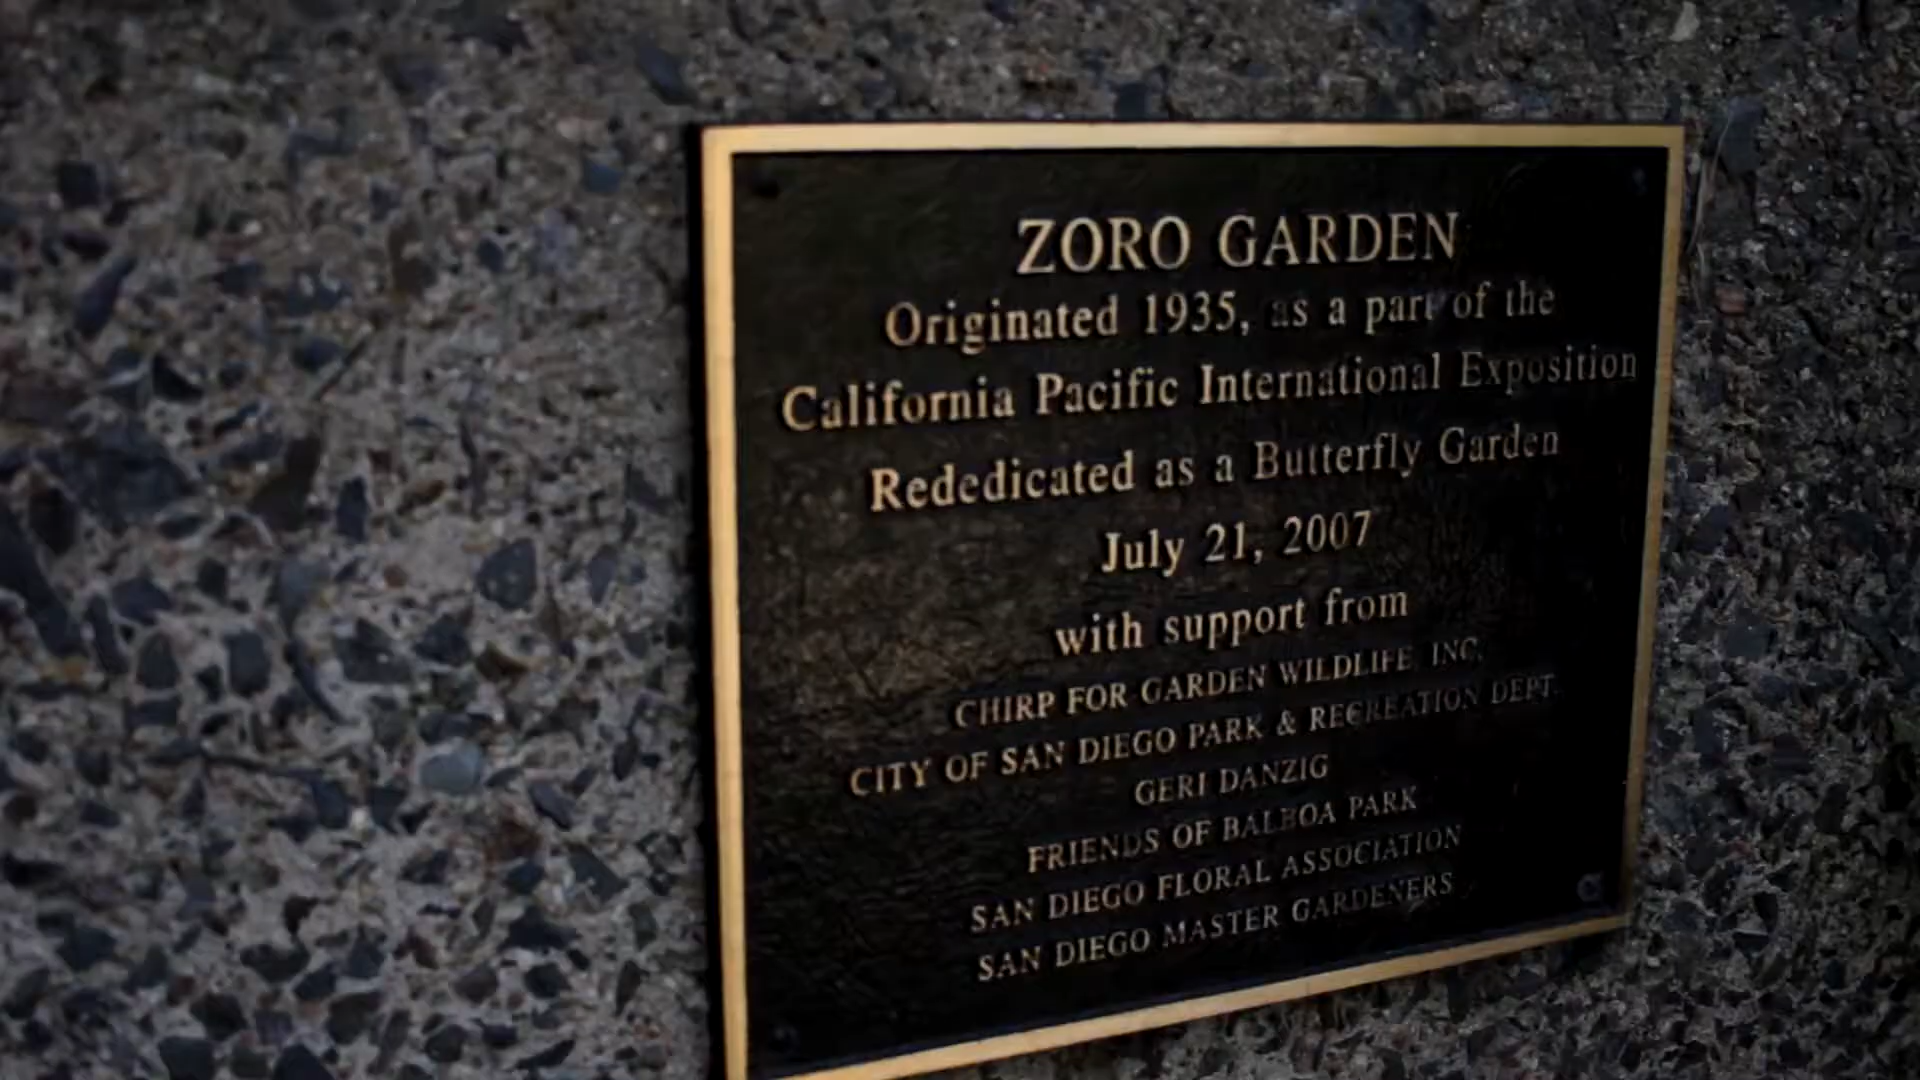 ZORO GARDEN
Originated 1935, as a part of the
California Pacific International Exposition
Rededicated as a Butterfly Garden
July 21, 2007
with support from
CHIRP FOR GARDEN WILDLIFE, INC.
CITY OF SAN DIEGO PARK & RECREATION DEPT.
GERI DANZIG
FRIENDS OF BALBOA PARK
SAN DIEGO FLORAL ASSOCIATION
SAN DIEGO MASTER GARDENERS